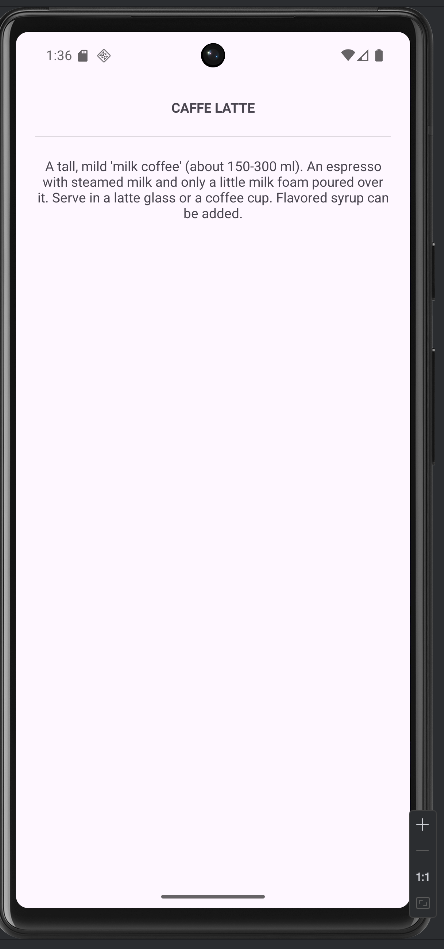 1:36
CAFFE LATTE
A tall, mild 'milk coffee' (about 150-300 ml). An espresso
with steamed milk and only a little milk foam poured over
it. Serve in a latte glass or a coffee cup. Flavored syrup can
be added.
1:1